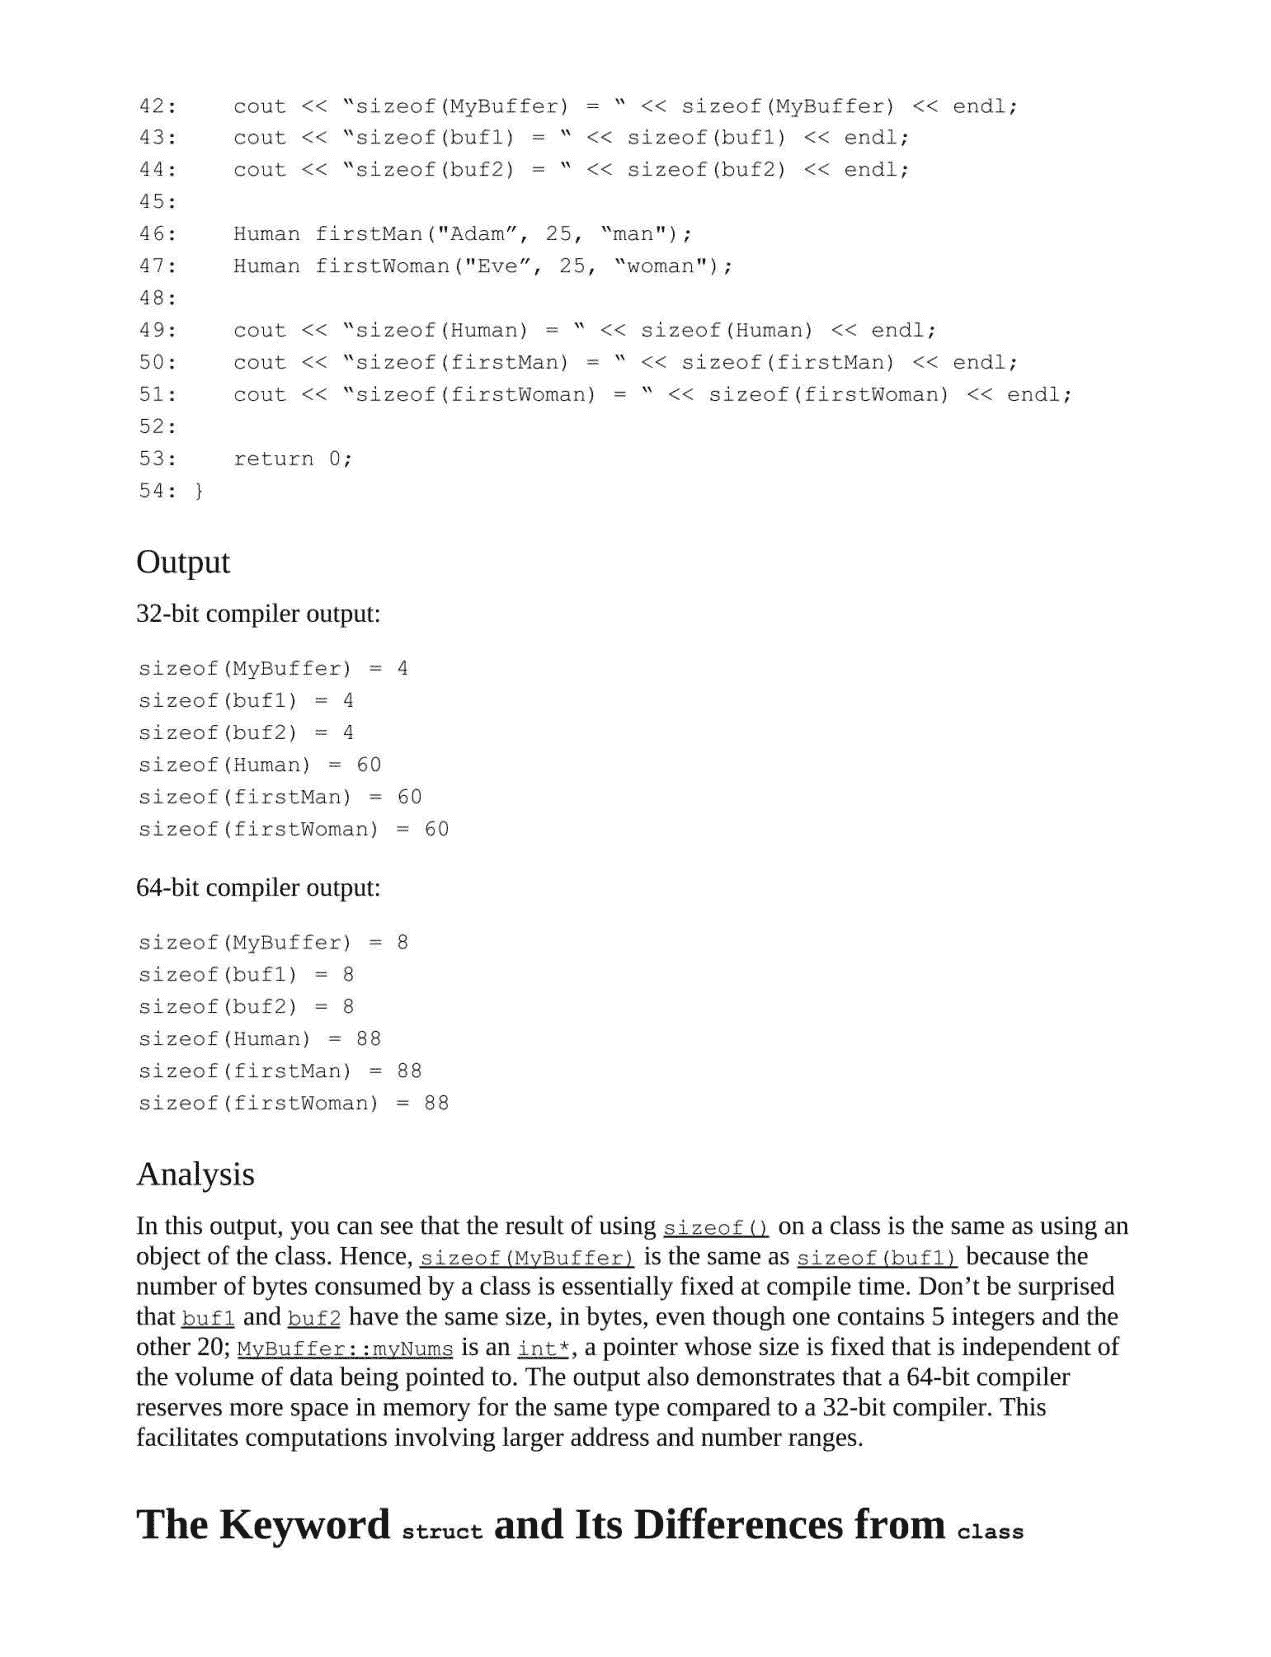 42:    cout << “sizeof(MyBuffer) = “ << sizeof(MyBuffer) << endl;
43:    cout << “sizeof(buf1) = “ << sizeof(buf1) << endl;
44:    cout << “sizeof(buf2) = “ << sizeof(buf2) << endl;
45:
46:    Human firstMan("Adam”, 25, “man");
47:    Human firstWoman("Eve”, 25, “woman");
48:
49:    cout << “sizeof(Human) = “ << sizeof(Human) << endl;
50:    cout << “sizeof(firstMan) = “ << sizeof(firstMan) << endl;
51:    cout << “sizeof(firstWoman) = “ << sizeof(firstWoman) << endl;
52:
53:    return 0;
54: }
Output
32-bit compiler output:
sizeof(MyBuffer) = 4
sizeof(buf1) = 4
sizeof(buf2) = 4
sizeof(Human) = 60
sizeof(firstMan) = 60
sizeof(firstWoman) = 60
64-bit compiler output:
sizeof(MyBuffer) = 8
sizeof(buf1) = 8
sizeof(buf2) = 8
sizeof(Human) = 88
sizeof(firstMan) = 88
sizeof(firstWoman) = 88
Analysis
In this output, you can see that the result of using sizeof() on a class is the same as using an
object of the class. Hence, sizeof(MyBuffer) is the same as sizeof(buf1) because the
number of bytes consumed by a class is essentially fixed at compile time. Don’t be surprised
that buf1 and buf2 have the same size, in bytes, even though one contains 5 integers and the
other 20; MyBuffer::myNums is an int*, a pointer whose size is fixed that is independent of
the volume of data being pointed to. The output also demonstrates that a 64-bit compiler
reserves more space in memory for the same type compared to a 32-bit compiler. This
facilitates computations involving larger address and number ranges.
The Keyword struct and Its Differences from class